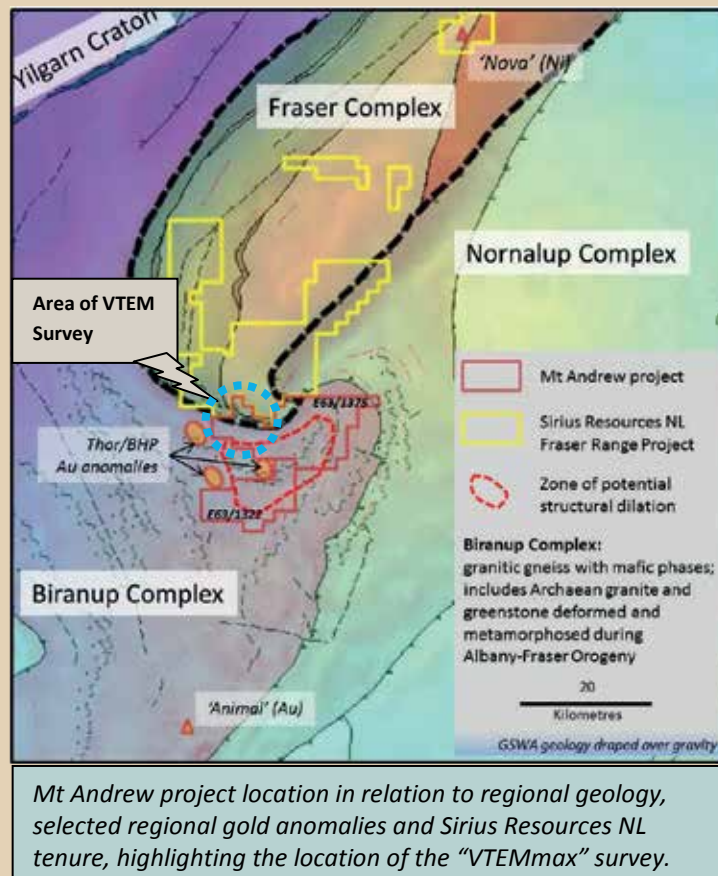 Yilgarn Craton
'Nova' (Ni)
Fraser Complex
Nornalup Complex
Area of VTEM
Survey
E63/1375
Thor/BHP
Au anomalies
E63/1328
Biranup Complex
'Animal' (Au)
Mt Andrew project
Sirius Resources NL
Fraser Range Project
Zone of potential
structural dilation
Biranup Complex:
granitic gneiss with mafic phases;
includes Archaean granite and
greenstone deformed and
metamorphosed during
Albany-Fraser Orogeny
20
Kilometres
GSWA geology draped over gravity
Mt Andrew project location in relation to regional geology,
selected regional gold anomalies and Sirius Resources NL
tenure, highlighting the location of the “VTEMmax” survey.